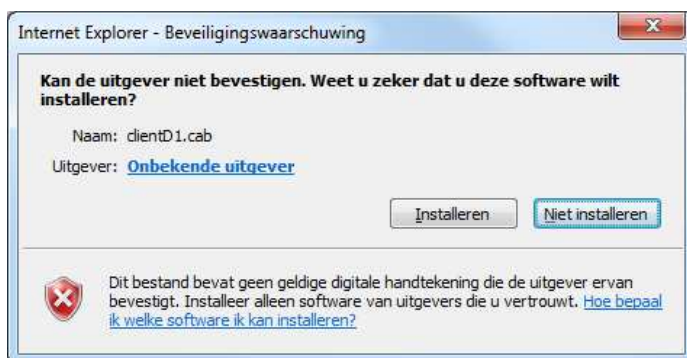 Internet Explorer - Beveiligingswaarschuwing
Kan de uitgever niet bevestigen. Weet u zeker dat u deze software wilt
installeren?
Naam: clientD1.cab
Uitgever: Onbekende uitgever
Installeren
Niet installeren
Dit bestand bevat geen geldige digitale handtekening die de uitgever ervan
bevestigt. Installeer alleen software van uitgevers die u vertrouwt. Hoe bepaal
ik welke software ik kan installeren?